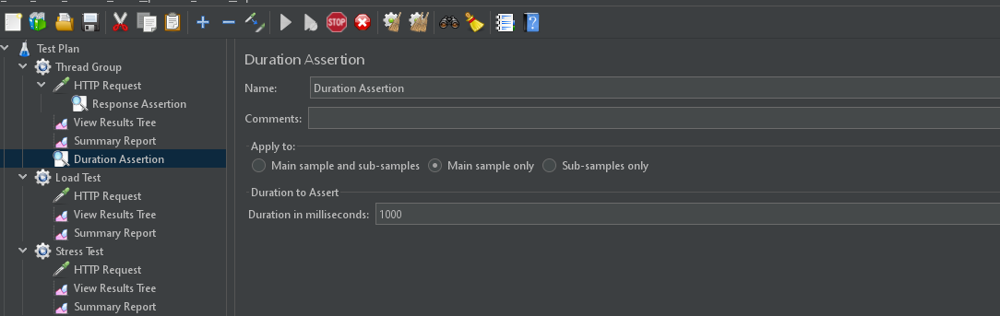 STOP
Test Plan
Thread Group
HTTP Request
Response Assertion
View Results Tree
Summary Report
Duration Assertion
Load Test
HTTP Request
View Results Tree
Summary Report
Stress Test
HTTP Request
View Results Tree
Summary Report
Duration Assertion
Name: Duration Assertion
Comments:
Apply to:
Main sample and sub-samples Main sample only Sub-samples only
Duration to Assert
Duration in milliseconds: 1000